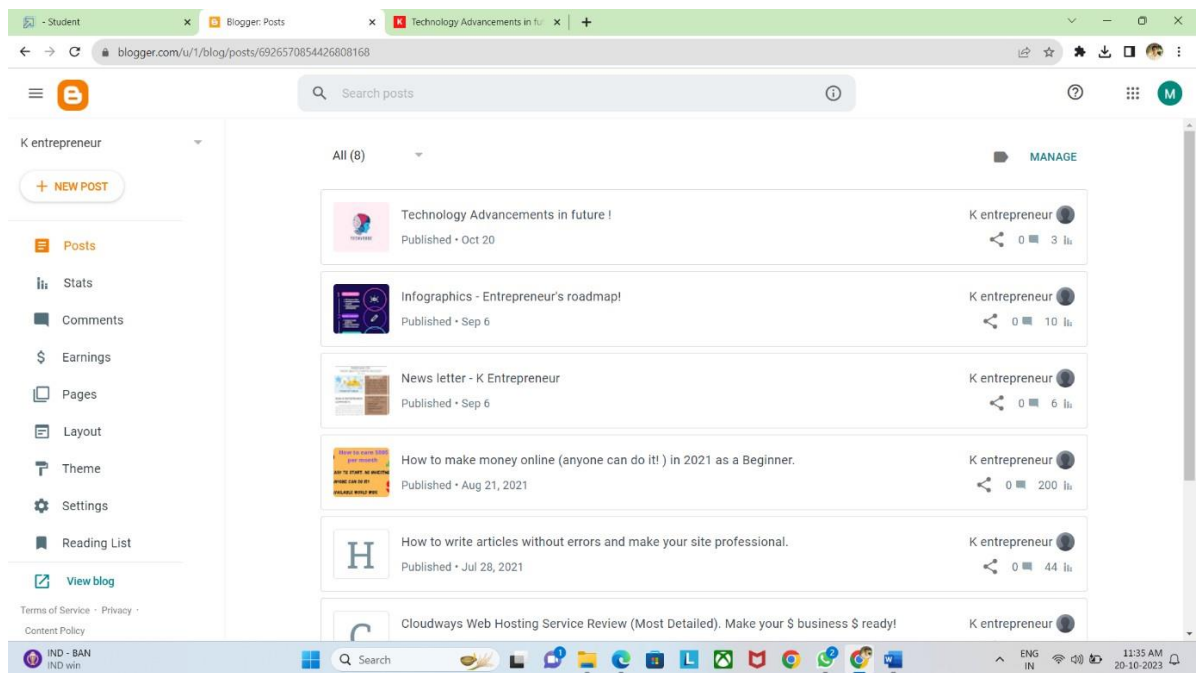 - Student
Blogger: Posts
Technology Advancements in fu
blogger.com/u/1/blog/posts/6926570854426808168
Search posts
M
K entrepreneur
All (8)
MANAGE
NEW POST
Posts
Stats
Comments
Earnings
Pages
Layout
Theme
Settings
Reading List
View blog
Terms of Service · Privacy ·
Content Policy
Technology Advancements in future !
K entrepreneur
Published • Oct 20
0 3
Infographics - Entrepreneur's roadmap!
K entrepreneur
Published • Sep 6
0 10
News letter - K Entrepreneur
K entrepreneur
Published • Sep 6
0 6
How to make money online (anyone can do it! ) in 2021 as a Beginner.
K entrepreneur
Published • Aug 21, 2021
0 200
H
How to write articles without errors and make your site professional.
K entrepreneur
Published • Jul 28, 2021
0 44
C
Cloudways Web Hosting Service Review (Most Detailed). Make your $ business $ ready!
K entrepreneur
IND - BAN
IND win
Search
ENG
IN
11:35 AM
20-10-2023